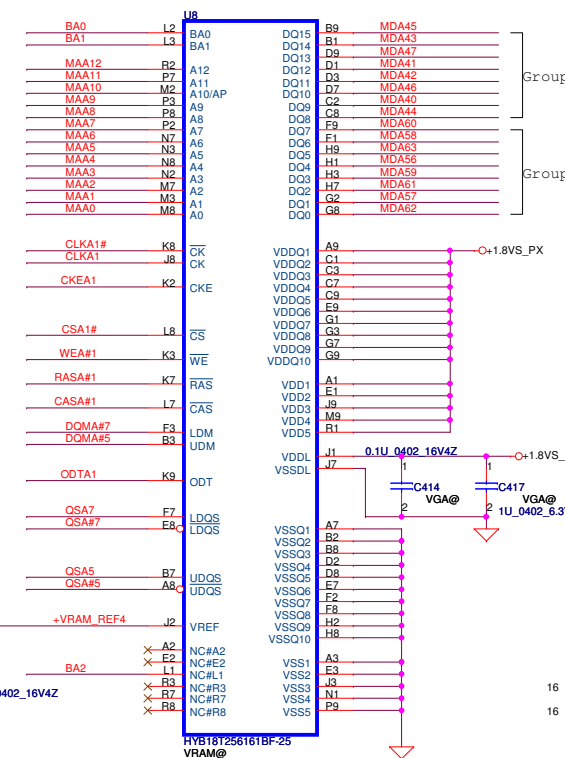 U8
BA0 L2 BA0 DQ15 B9 MDA45
BA1 L3 BA1 DQ14 B1 MDA43
DQ13 D9 MDA47
MAA12 R2 A12 DQ12 D1 MDA41
MAA11 P7 A11 DQ11 D3 MDA42 Group
MAA10 M2 A10/AP DQ10 D7 MDA46
MAA9 P3 A9 DQ9 C2 MDA40
MAA8 P8 A8 DQ8 C8 MDA44
MAA7 P2 A7 DQ7 F9 MDA60
MAA6 N7 A6 DQ6 F1 MDA58
MAA5 N3 A5 DQ5 H9 MDA63
MAA4 N8 A4 DQ4 H1 MDA56
MAA3 N2 A3 DQ3 H3 MDA59 Group
MAA2 M7 A2 DQ2 H7 MDA61
MAA1 M3 A1 DQ1 G2 MDA57
MAA0 M8 A0 DQ0 G8 MDA62
CLKA1# K8 CK VDDQ1 A9 +1.8VS_PX
CLKA1 J8 CK VDDQ2 C1
VDDQ3 C3
CKEA1 K2 CKE VDDQ4 C7
VDDQ5 C9
VDDQ6 E9
VDDQ7 G1
CSA1# L8 CS VDDQ8 G3
VDDQ9 G7
WEA#1 K3 WE VDDQ10 G9
RASA#1 K7 RAS VDD1 A1
VDD2 E1
CASA#1 L7 CAS VDD3 J9
VDD4 M9
DQMA#7 F3 LDM VDD5 R1
DQMA#5 B3 UDM
VDDL J1 0.1U_0402_16V4Z +1.8VS_
VSSDL J7 1 1
ODTA1 K9 ODT C414 C417
VGA@ VGA@
2 2 1U_0402_6.3
QSA7 F7 LDQS
QSA#7 E8 LDQS VSSQ1 A7
VSSQ2 B2
VSSQ3 B8
VSSQ4 D2
QSA5 B7 UDQS VSSQ5 D8
QSA#5 A8 UDQS VSSQ6 E7
VSSQ7 F2
VSSQ8 F8
+VRAM_REF4 J2 VREF VSSQ9 H2
VSSQ10 H8
A2 NC#A2
E2 NC#E2 VSS1 A3
BA2 L1 NC#L1 VSS2 E3
R3 NC#R3 VSS3 J3 16
0402_16V4Z R7 NC#R7 VSS4 N1
R8 NC#R8 VSS5 P9 16
HYB18T256161BF-25
VRAM@